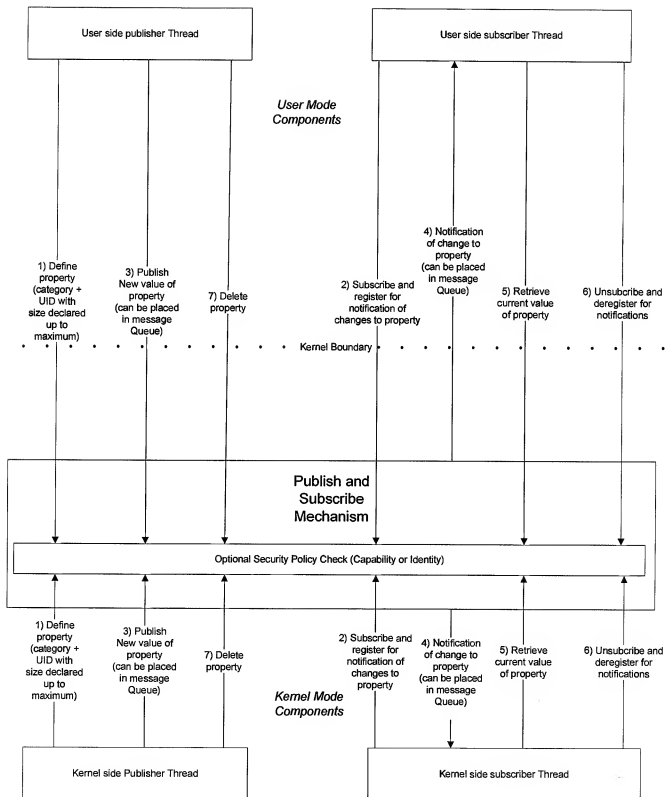 User side publisher Thread
User side subscriber Thread
User Mode
Components
1) Define
property
(category +
UID with
size declared
up to
maximum)
3) Publish
New value of
property
(can be placed
in message
Queue)
7) Delete
property
2) Subscribe and
register for
notification of
changes to property
4) Notification
of change to
property
(can be placed
in message
Queue)
5) Retrieve
current value
of property
6) Unsubcribe and
deregister for
notifications
Kernel Boundary
Publish and
Subscribe
Mechanism
Optional Security Policy Check (Capability or Identity)
1) Define
property
(category +
UID with
size declared
up to
maximum)
3) Publish
New value of
property
(can be placed
in message
Queue)
7) Delete
property
2) Subscribe and
register for
notification of
changes to
property
4) Notification
of change to
property
(can be placed
in message
Queue)
5) Retrieve
current value
of property
6) Unsubcribe and
deregister for
notifications
Kernel Mode
Components
Kernel side Publisher Thread
Kernel side subscriber Thread